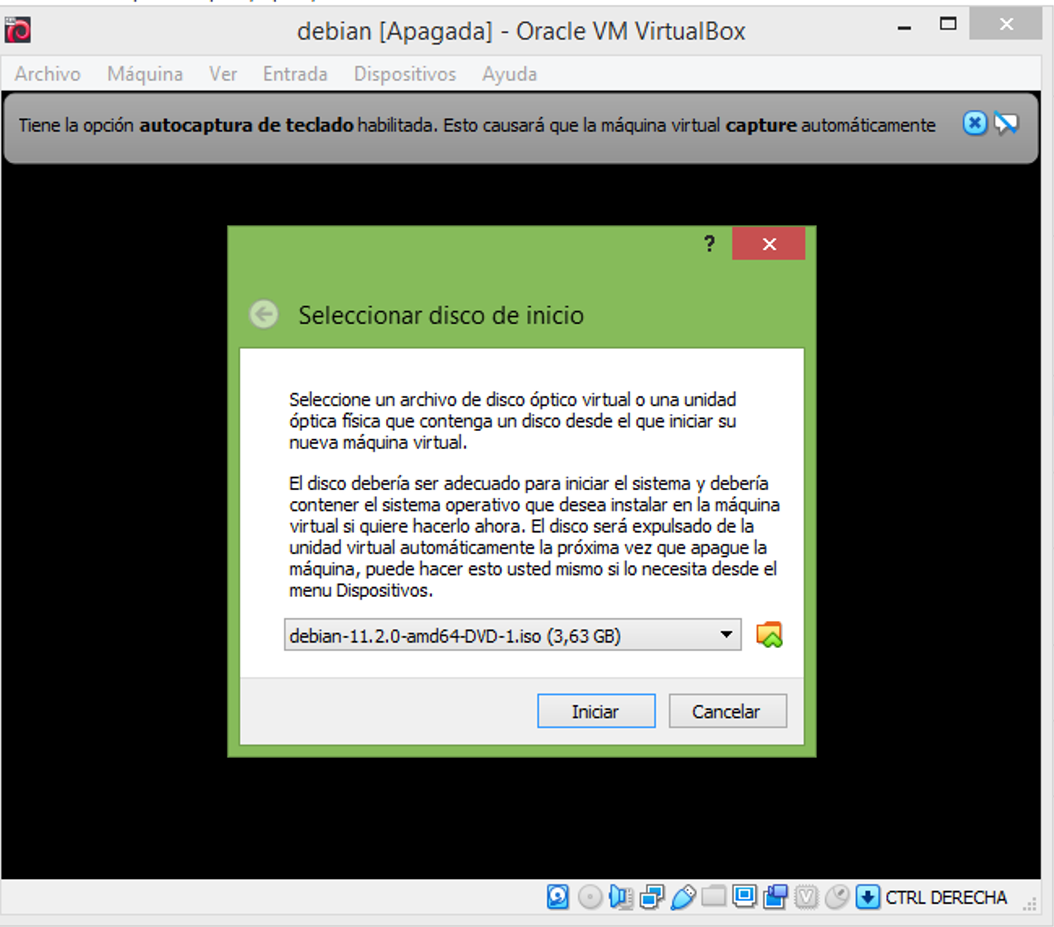 debian [Apagada] - Oracle VM VirtualBox
Archivo Máquina Ver Entrada Dispositivos Ayuda
Tiene la opción autocaptura de teclado habilitada. Esto causará que la máquina virtual capture automáticamente
?
Seleccionar disco de inicio
Seleccione un archivo de disco óptico virtual o una unidad
óptica física que contenga un disco desde el que iniciar su
nueva máquina virtual.
El disco debería ser adecuado para iniciar el sistema y debería
contener el sistema operativo que desea instalar en la máquina
virtual si quiere hacerlo ahora. El disco será expulsado de la
unidad virtual automáticamente la próxima vez que apague la
máquina, puede hacer esto usted mismo si lo necesita desde el
menu Dispositivos.
debian-11.2.0-amd64-DVD-1.iso (3,63 GB)
Iniciar Cancelar
CTRL DERECHA